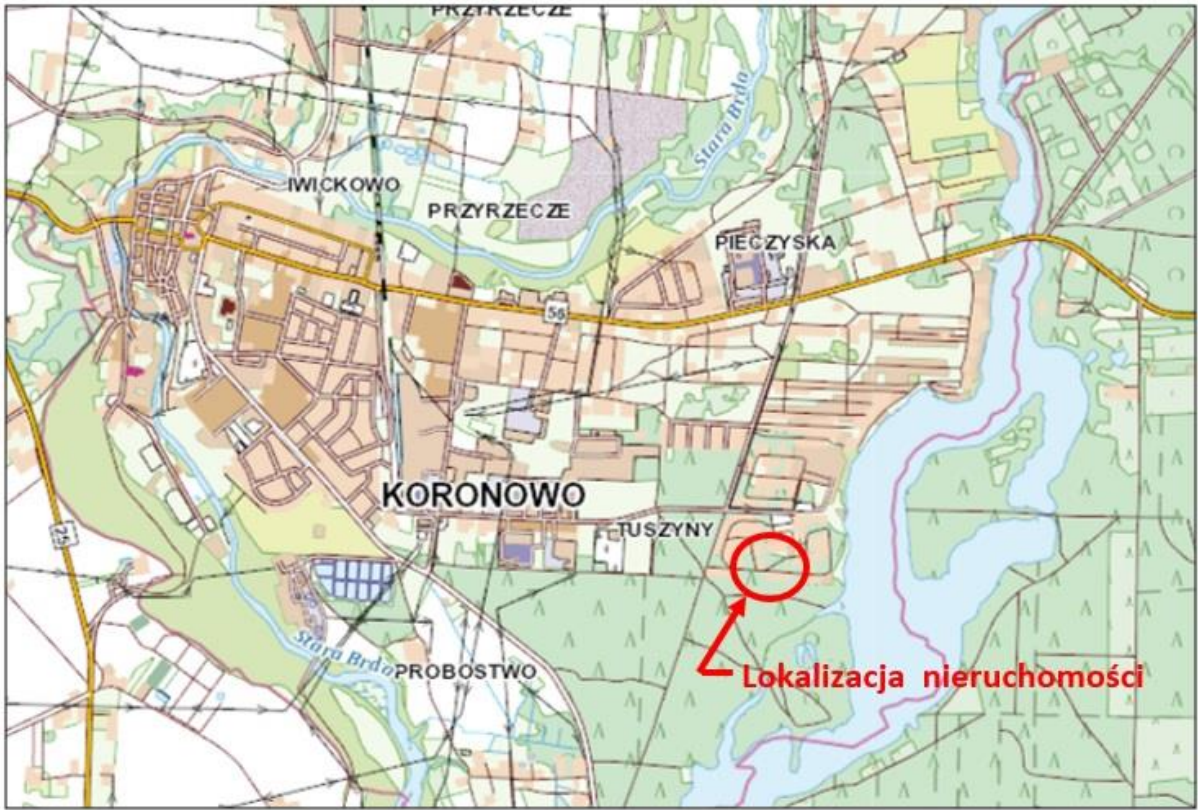 PRZYRZECZE
Stara Brda
IWICKOWO
PRZYRZECZE
PIECZYSKA
56
KORONOWO
TUSZYNY
25
Stara Brda
PROBOSTWO
Lokalizacja nieruchomości